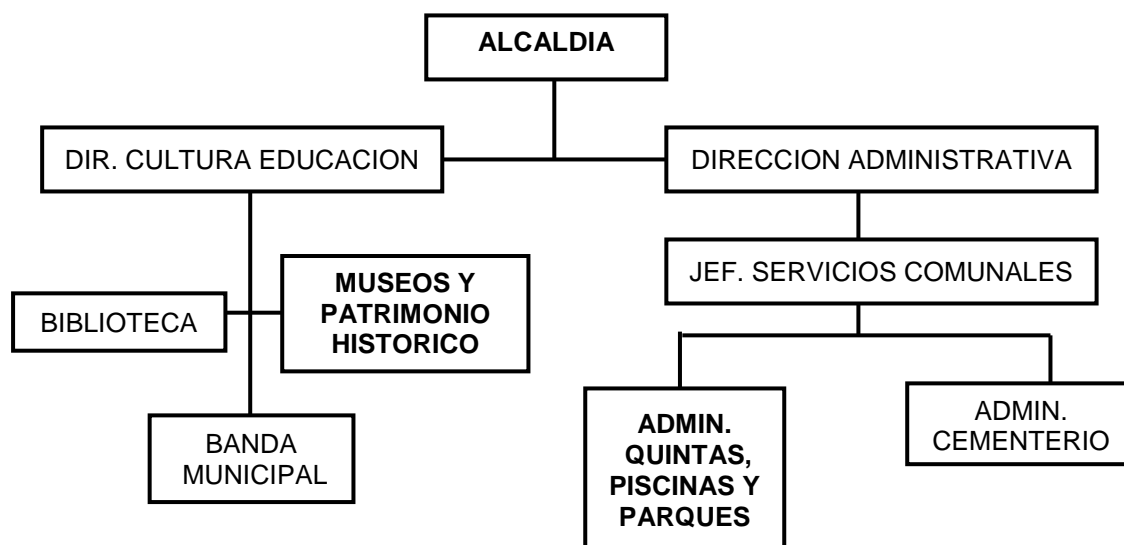 ALCALDIA
DIR. CULTURA EDUCACION
DIRECCION ADMINISTRATIVA
JEF. SERVICIOS COMUNALES
BIBLIOTECA
MUSEOS Y
PATRIMONIO
HISTORICO
BANDA
MUNICIPAL
ADMIN.
QUINTAS,
PISCINAS Y
PARQUES
ADMIN.
CEMENTERIO